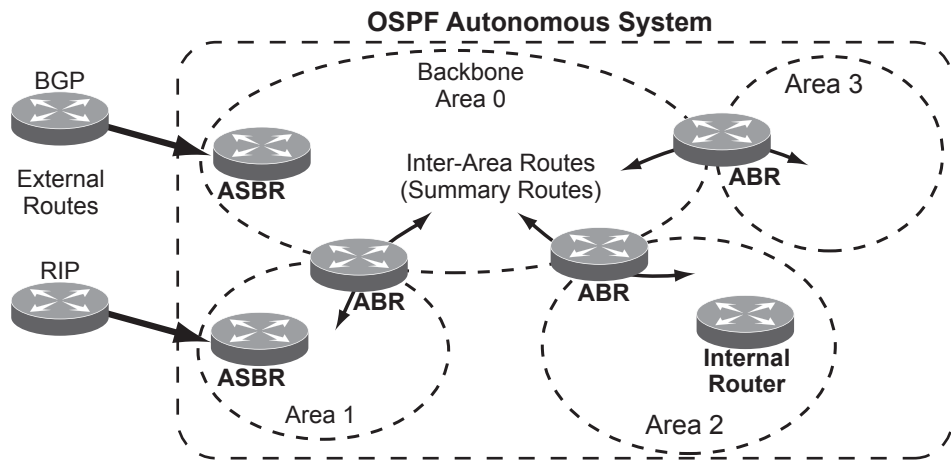 OSPF Autonomous System
BGP
Backbone
Area 0
Area 3
ASBR
Inter-Area Routes
(Summary Routes)
ABR
External
Routes
RIP
ABR
ABR
ASBR
Internal
Router
Area 1
Area 2